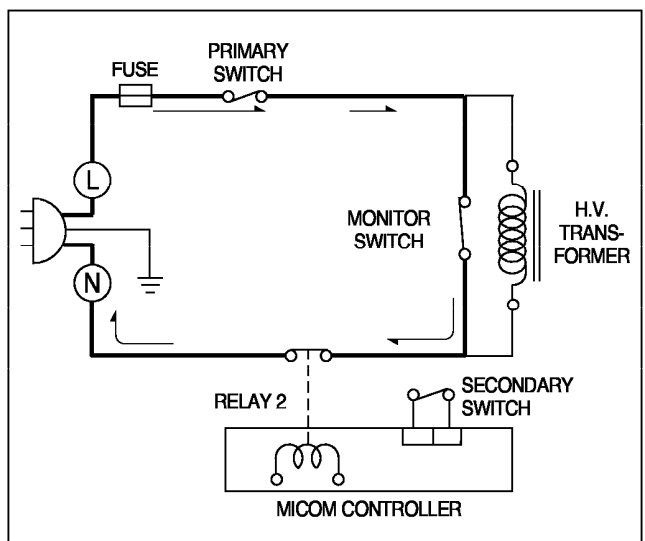 PRIMARY
SWITCH
FUSE
L
MONITOR
SWITCH
H.V.
TRANS-
FORMER
N
RELAY 2
SECONDARY
SWITCH
MICOM CONTROLLER